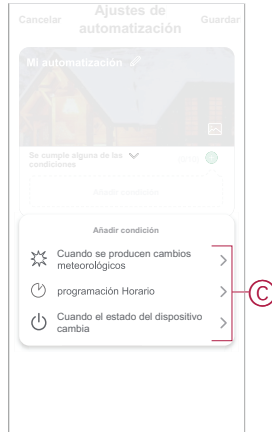 Cancelar
Ajustes de
automatización
Guardar
Mi automatización
Se cumple alguna de las
condiciones
Añadir condición
Añadir condición
Cuando se producen cambios
meteorológicos
programación Horario
Cuando el estado del dispositivo
cambia
C